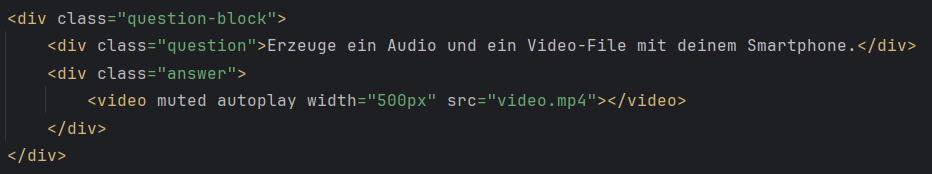 <div class="question-block">
    <div class="question">Erzeuge ein Audio und ein Video-File mit deinem Smartphone.</div>
    <div class="answer">
        <video muted autoplay width="500px" src="video.mp4"></video>
    </div>
</div>